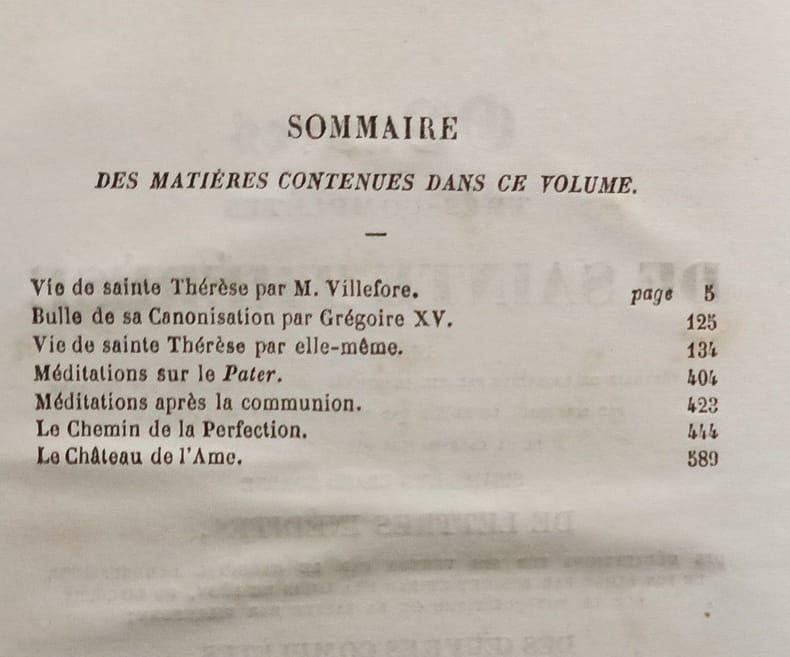 SOMMAIRE
DES MATIÈRES CONTENUES DANS CE VOLUME.
Vie de sainte Thérèse par M. Villefore. page 5
Bulle de sa Canonisation par Grégoire XV. 125
Vie de sainte Thérèse par elle-même. 134
Méditations sur le Pater. 404
Méditations après la communion. 423
Le Chemin de la Perfection. 444
Le Château de l'Ame. 589